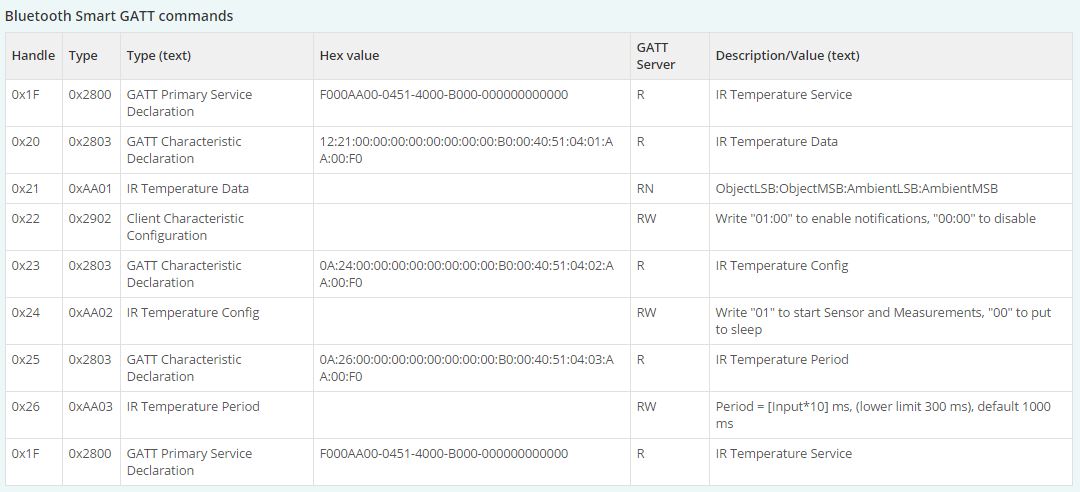 Bluetooth Smart GATT commands
Handle Type Type (text) Hex value GATT Server Description/Value (text)
0x1F 0x2800 GATT Primary Service Declaration F000AA00-0451-4000-B000-000000000000 R IR Temperature Service
0x20 0x2803 GATT Characteristic Declaration 12:21:00:00:00:00:00:00:00:00:B0:00:40:51:04:01:AA:00:F0 R IR Temperature Data
0x21 0xAA01 IR Temperature Data RN ObjectLSB:ObjectMSB:AmbientLSB:AmbientMSB
0x22 0x2902 Client Characteristic Configuration RW Write "01:00" to enable notifications, "00:00" to disable
0x23 0x2803 GATT Characteristic Declaration 0A:24:00:00:00:00:00:00:00:00:B0:00:40:51:04:02:AA:00:F0 R IR Temperature Config
0x24 0xAA02 IR Temperature Config RW Write "01" to start Sensor and Measurements, "00" to put to sleep
0x25 0x2803 GATT Characteristic Declaration 0A:26:00:00:00:00:00:00:00:00:B0:00:40:51:04:03:AA:00:F0 R IR Temperature Period
0x26 0xAA03 IR Temperature Period RW Period = [Input*10] ms, (lower limit 300 ms), default 1000 ms
0x1F 0x2800 GATT Primary Service Declaration F000AA00-0451-4000-B000-000000000000 R IR Temperature Service